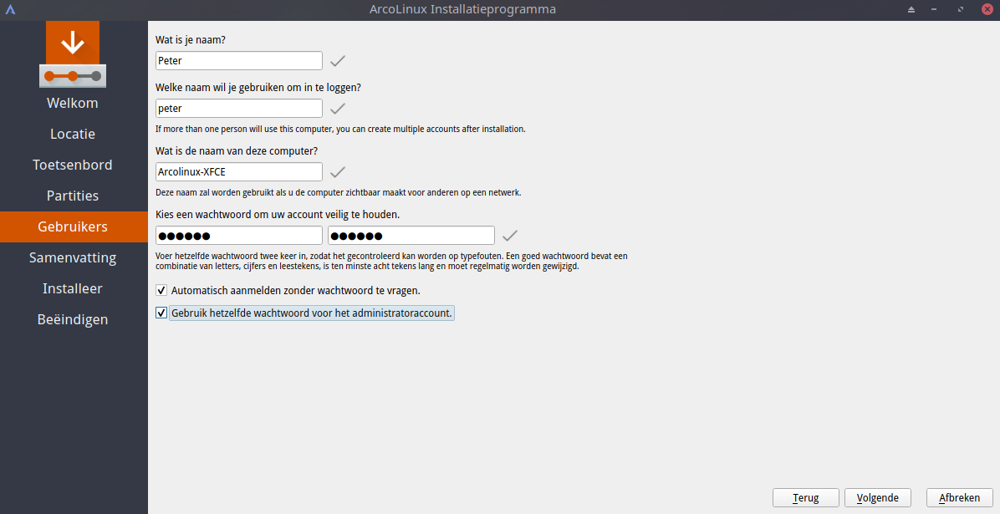 ArcoLinux Installatieprogramma
Welkom
Locatie
Toetsenbord
Partities
Gebruikers
Samenvatting
Installeer
Beëindigen
Wat is je naam?
Peter
Welke naam wil je gebruiken om in te loggen?
peter
If more than one person will use this computer, you can create multiple accounts after installation.
Wat is de naam van deze computer?
Arcolinux-XFCE
Deze naam zal worden gebruikt als u de computer zichtbaar maakt voor anderen op een netwerk.
Kies een wachtwoord om uw account veilig te houden.
●●●●●● ●●●●●●
Voer hetzelfde wachtwoord twee keer in, zodat het gecontroleerd kan worden op typefouten. Een goed wachtwoord bevat een
combinatie van letters, cijfers en leestekens, is ten minste acht tekens lang en moet regelmatig worden gewijzigd.
Automatisch aanmelden zonder wachtwoord te vragen.
Gebruik hetzelfde wachtwoord voor het administratoraccount.
Terug Volgende Afbreken